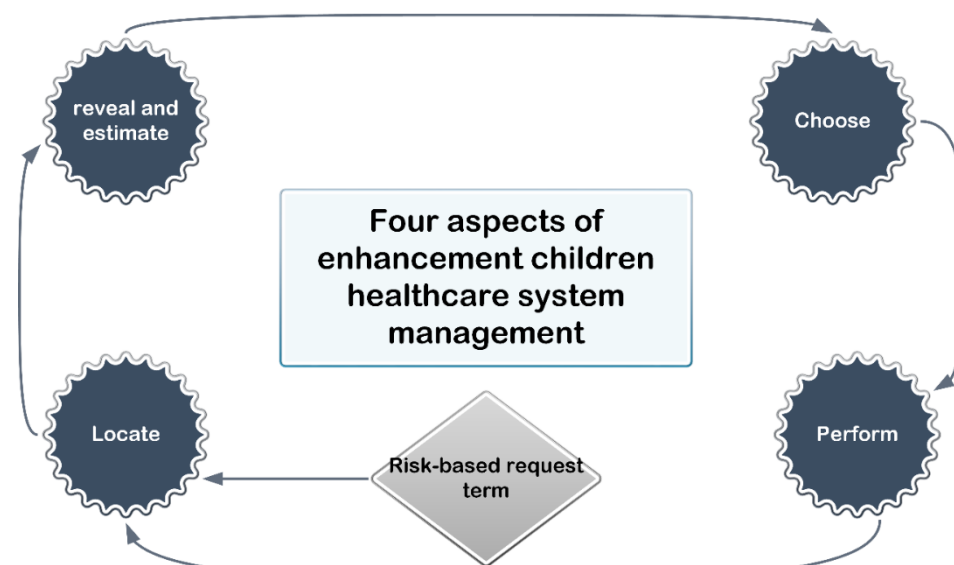 reveal and
estimate
Choose
Four aspects of
enhancement children
healthcare system
management
Locate
Risk-based request
term
Perform